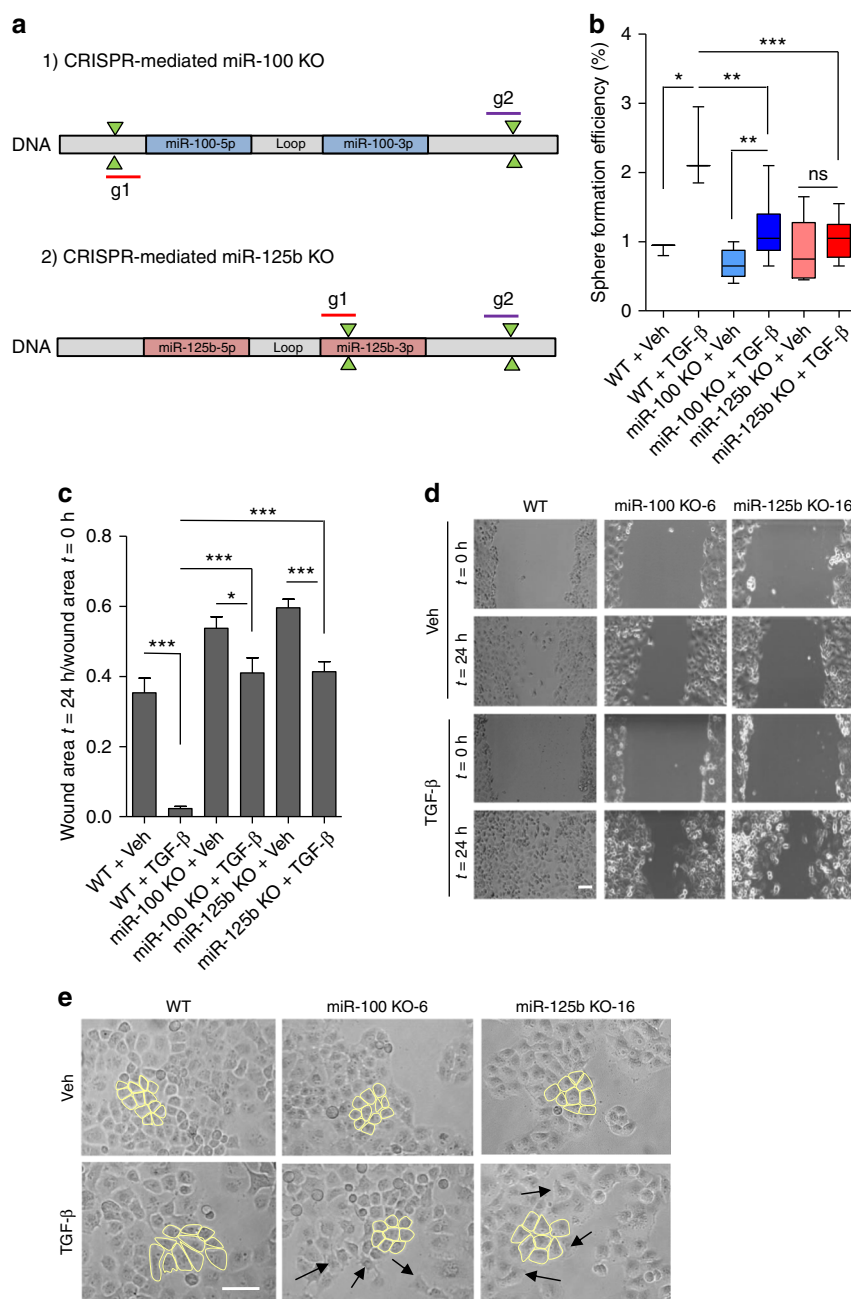 a
1) CRISPR-mediated miR-100 KO
g2
DNA
miR-100-5p
Loop
miR-100-3p
g1
2) CRISPR-mediated miR-125b KO
g1
g2
DNA
miR-125b-5p
Loop
miR-125b-3p
b
Sphere formation efficiency (%)
4
3
2
1
0
***
*
**
**
ns
WT + Veh
WT + TGF-β
miR-100 KO + Veh
miR-100 KO + TGF-β
miR-125b KO + Veh
miR-125b KO + TGF-β
c
Wound area t = 24 h/wound area t = 0 h
0.8
0.6
0.4
0.2
0.0
***
***
***
*
***
WT + Veh
WT + TGF-β
miR-100 KO + Veh
miR-100 KO + TGF-β
miR-125b KO + Veh
miR-125b KO + TGF-β
d
WT
miR-100 KO-6
miR-125b KO-16
Veh
t = 0 h
t = 24 h
TGF-β
t = 0 h
t = 24 h
e
WT
miR-100 KO-6
miR-125b KO-16
Veh
TGF-β